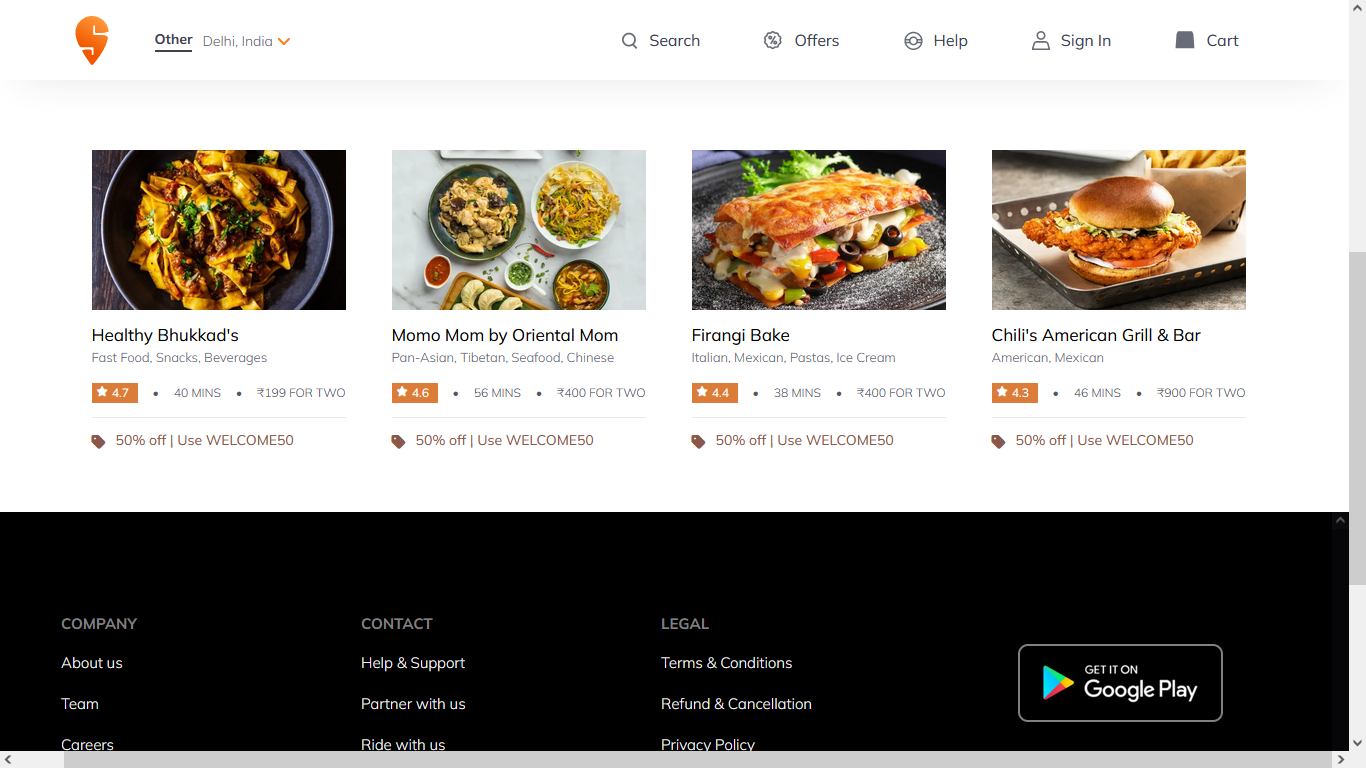 Other Delhi, India Search Offers Help Sign In Cart
Healthy Bhukkad's
Fast Food, Snacks, Beverages
4.7 • 40 MINS • ₹199 FOR TWO
50% off | Use WELCOME50
Momo Mom by Oriental Mom
Pan-Asian, Tibetan, Seafood, Chinese
4.6 • 56 MINS • ₹400 FOR TWO
50% off | Use WELCOME50
Firangi Bake
Italian, Mexican, Pastas, Ice Cream
4.4 • 38 MINS • ₹400 FOR TWO
50% off | Use WELCOME50
Chili's American Grill & Bar
American, Mexican
4.3 • 46 MINS • ₹900 FOR TWO
50% off | Use WELCOME50
COMPANY
About us
Team
Careers
CONTACT
Help & Support
Partner with us
Ride with us
LEGAL
Terms & Conditions
Refund & Cancellation
Privacy Policy
GET IT ON
Google Play